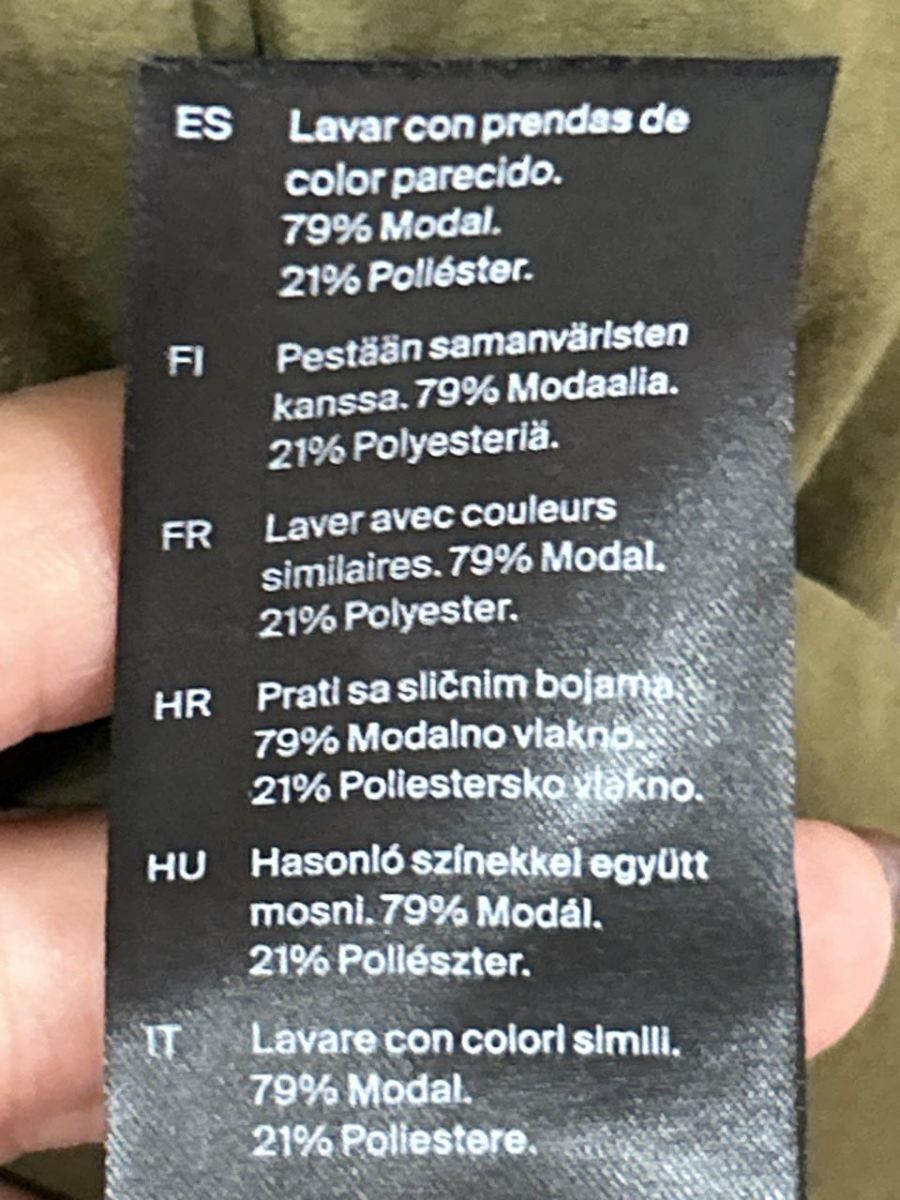 ES Lavar con prendas de
color parecido.
79% Modal.
21% Poliéster.
FI Pestään samanväristen
kanssa. 79% Modaalia.
21% Polyesteriä.
FR Laver avec couleurs
similaires. 79% Modal.
21% Polyester.
HR Prati sa sličnim bojama.
79% Modalno vlakno.
21% Poliestersko vlakno.
HU Hasonló színekkel együtt
mosni. 79% Modál.
21% Poliészter.
IT Lavare con colori simili.
79% Modal.
21% Poliestere.